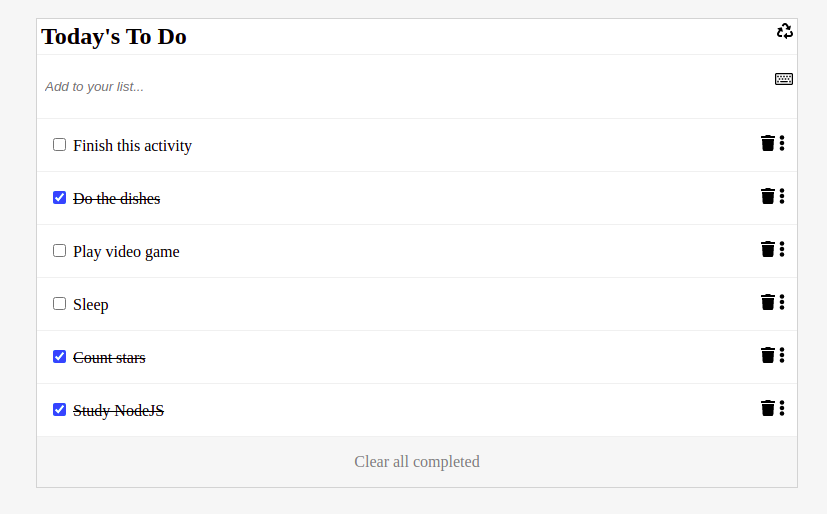 Today's To Do
Add to your list...
Finish this activity
Do the dishes
Play video game
Sleep
Count stars
Study NodeJS
Clear all completed